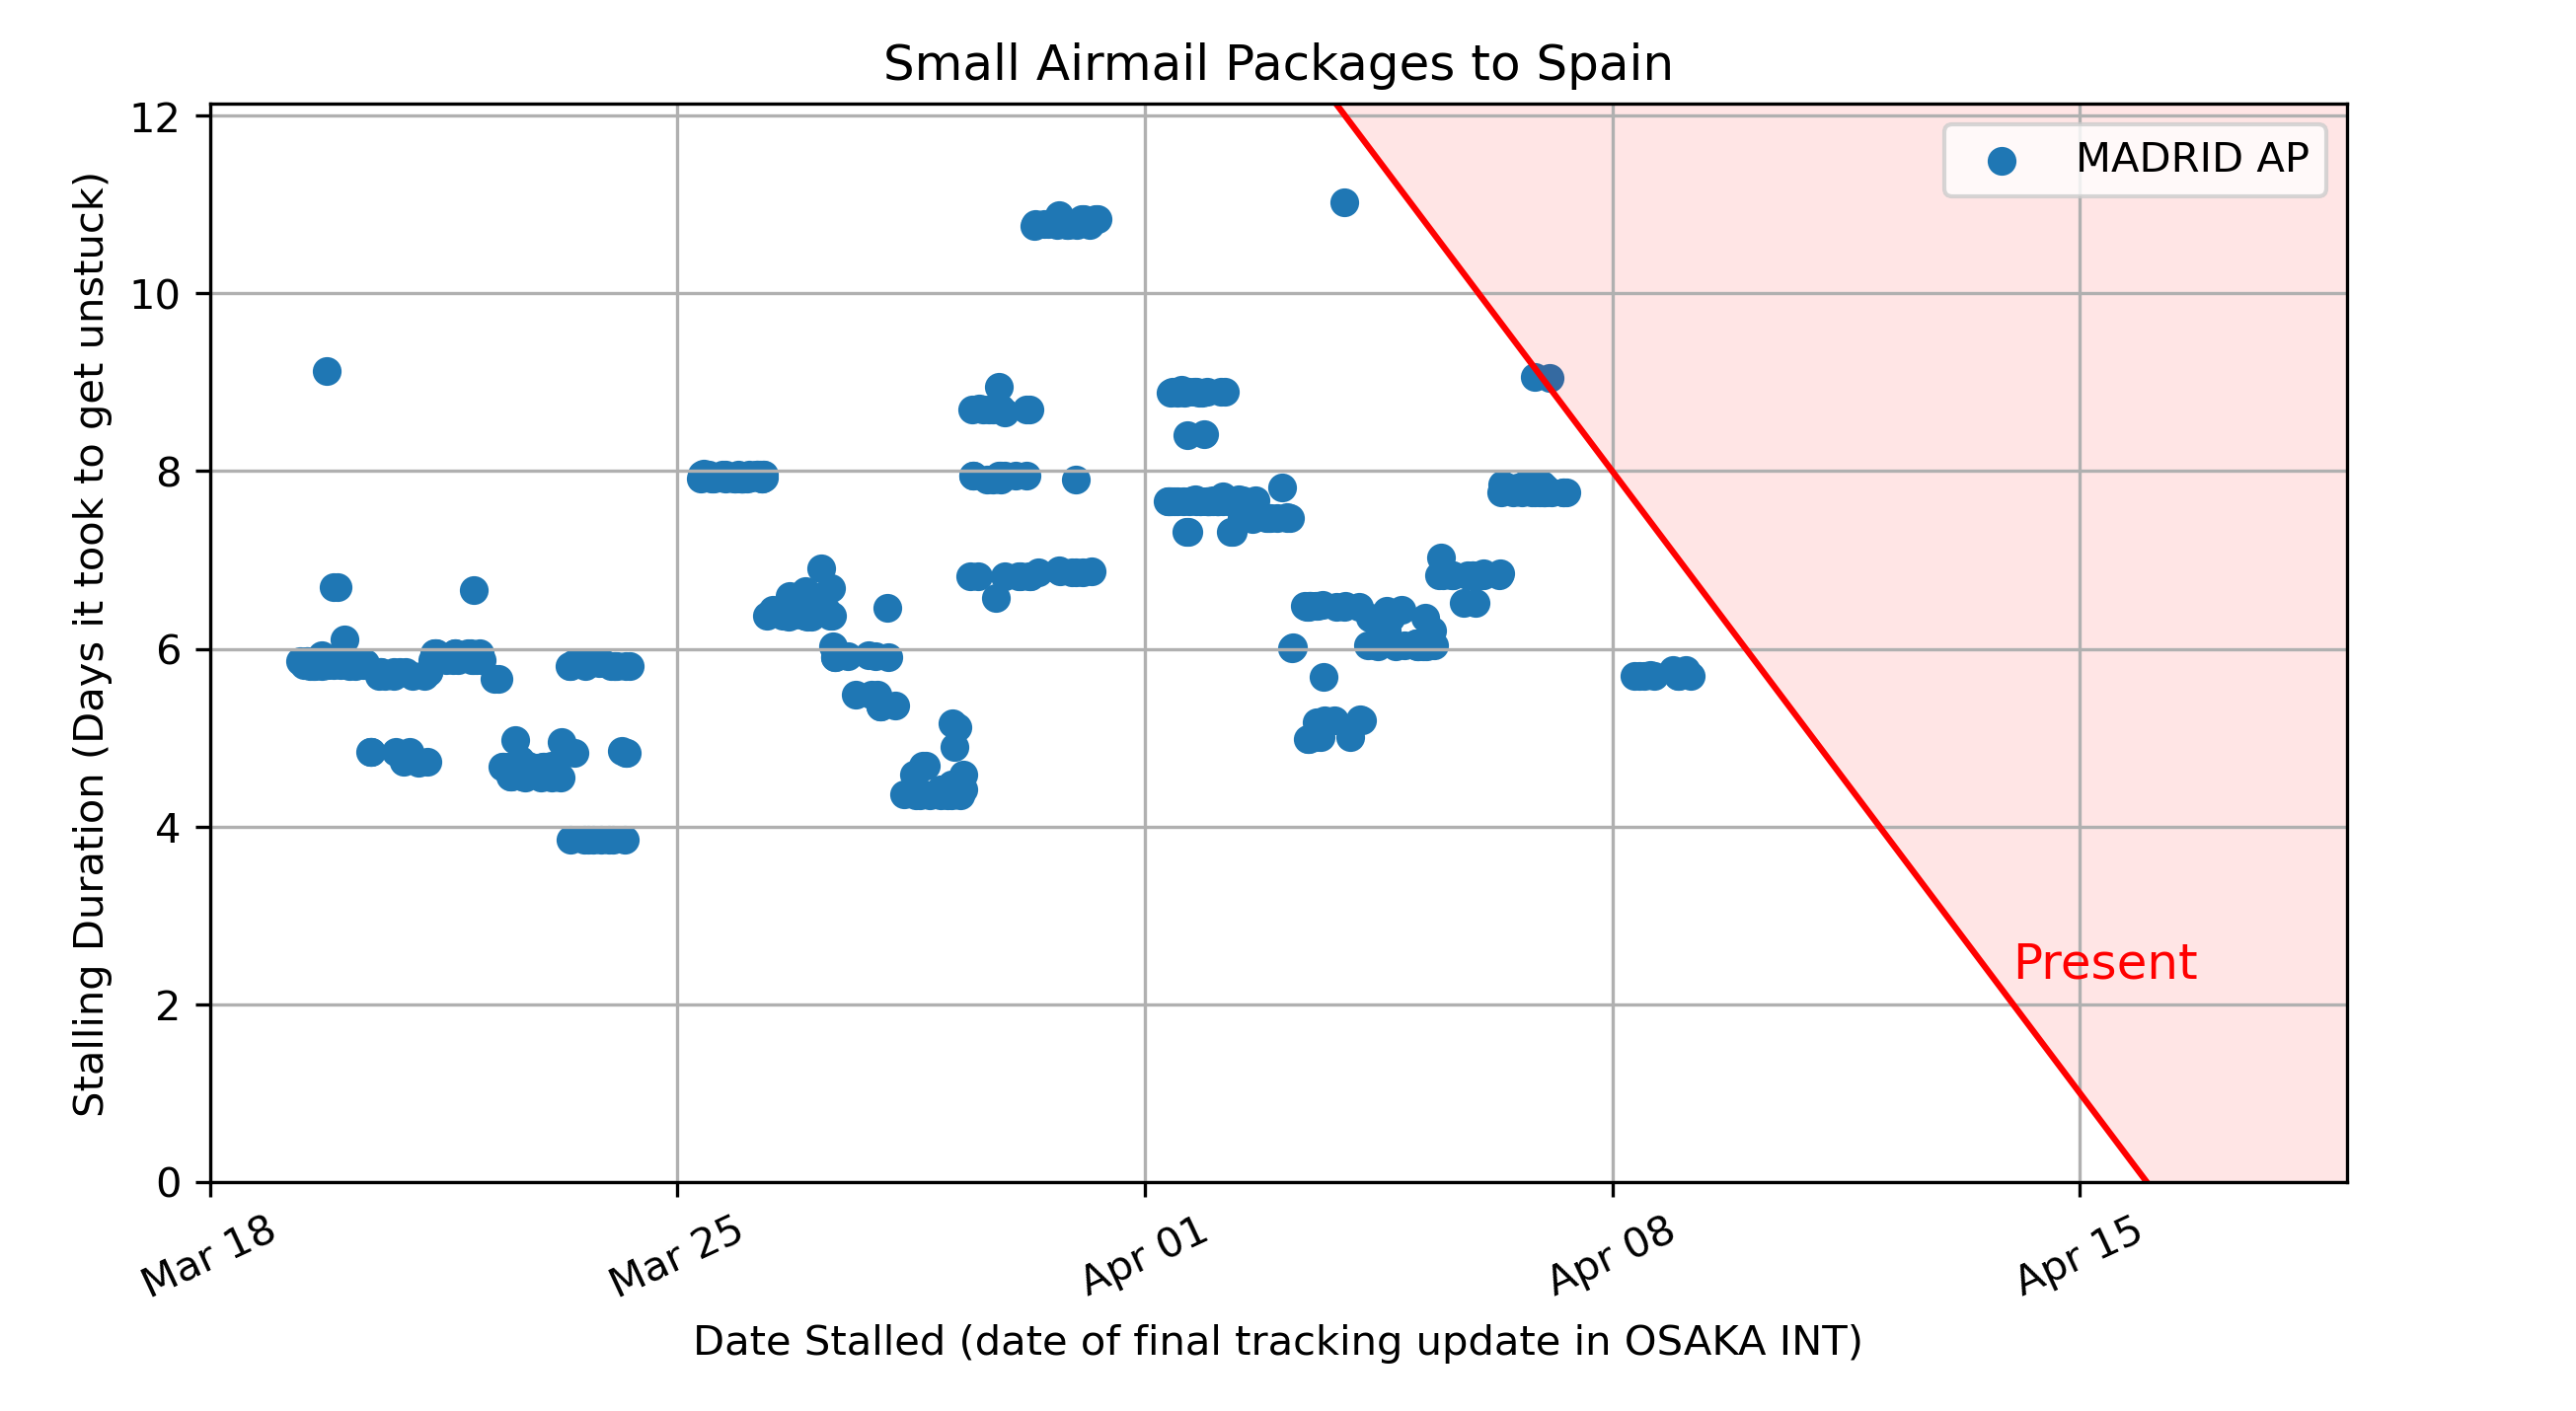 Small Airmail Packages to Spain
Stalling Duration (Days it took to get unstuck)
12
10
8
6
4
2
0
MADRID AP
Present
Mar 18
Mar 25
Apr 01
Apr 08
Apr 15
Date Stalled (date of final tracking update in OSAKA INT)